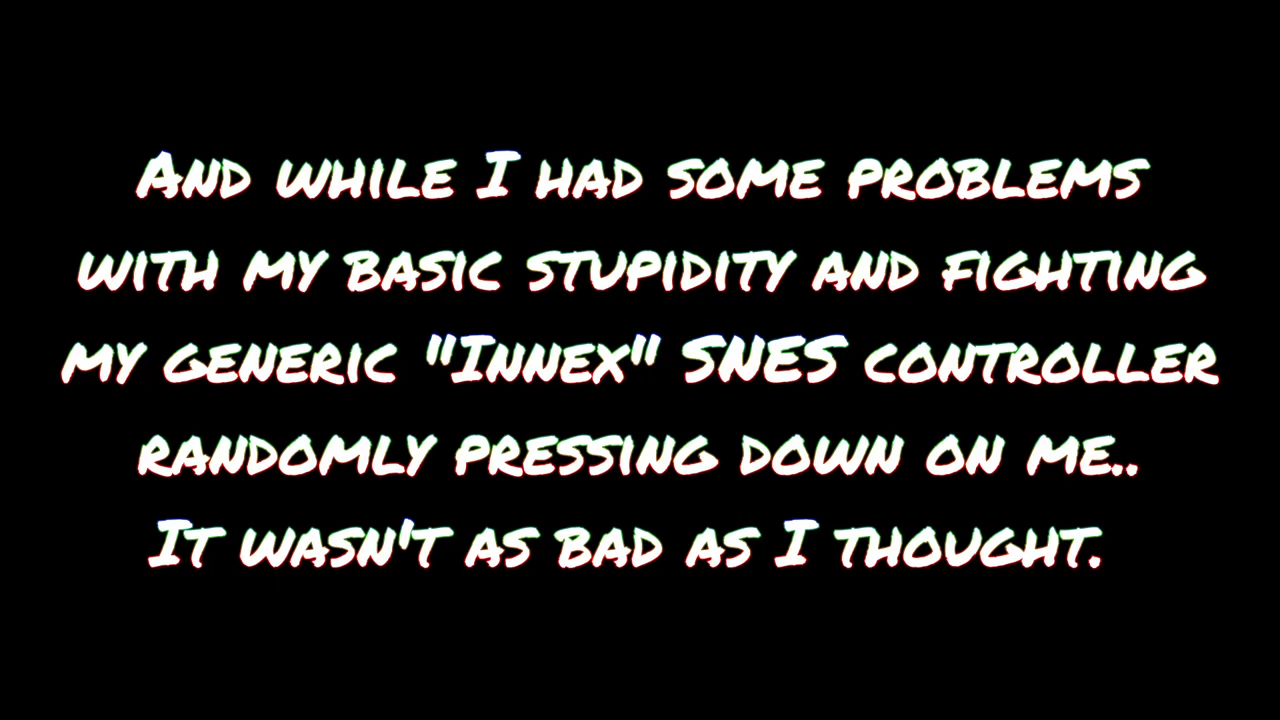 And while I had some problems
with my basic stupidity and fighting
my generic "Innex" SNES controller
randomly pressing down on me..
It wasn't as bad as I thought.